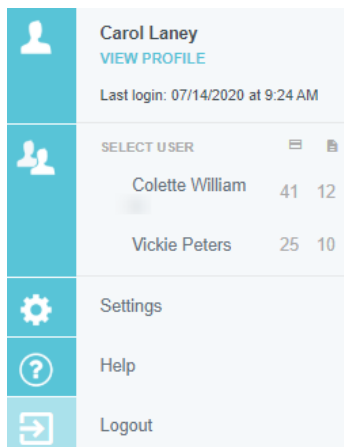 Carol Laney
VIEW PROFILE
Last login: 07/14/2020 at 9:24 AM
SELECT USER
Colette William 41 12
Vickie Peters 25 10
Settings
? Help
Logout